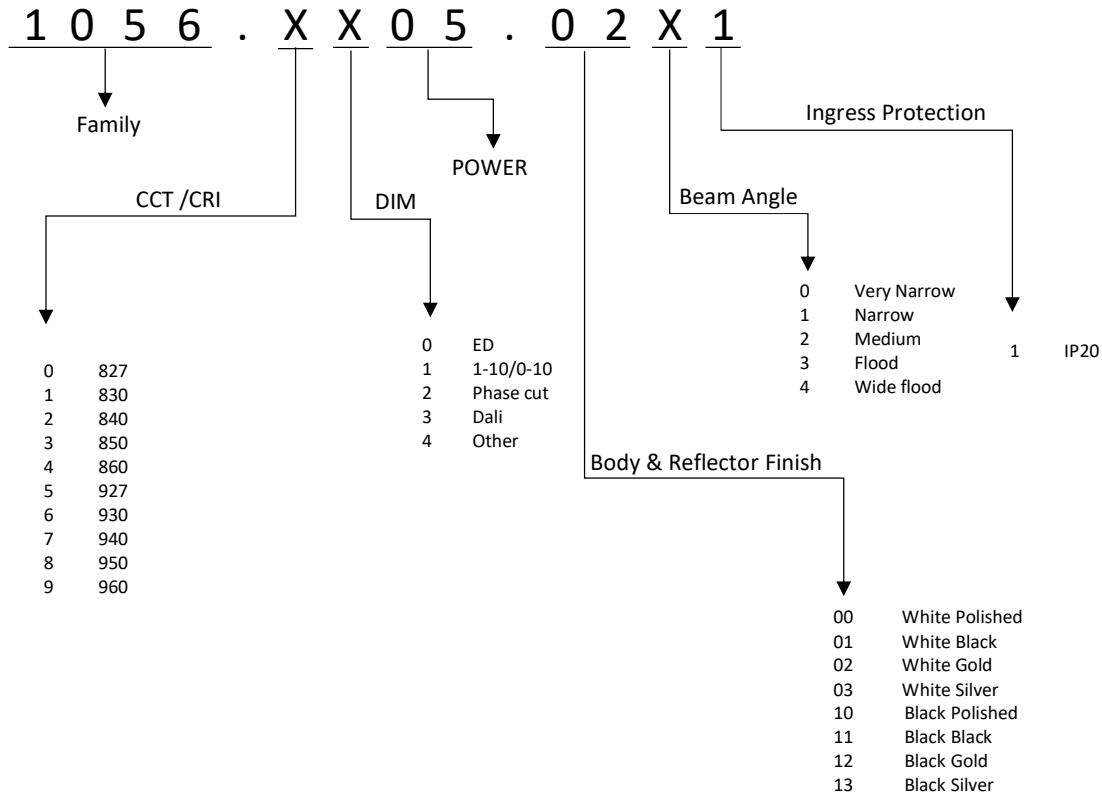 1 0 5 6 . X X 0 5 . 0 2 X 1
Family
POWER
Ingress Protection
CCT /CRI
DIM
Beam Angle
0 827
1 830
2 840
3 850
4 860
5 927
6 930
7 940
8 950
9 960
0 ED
1 1-10/0-10
2 Phase cut
3 Dali
4 Other
0 Very Narrow
1 Narrow
2 Medium
3 Flood
4 Wide flood
1 IP20
Body & Reflector Finish
00 White Polished
01 White Black
02 White Gold
03 White Silver
10 Black Polished
11 Black Black
12 Black Gold
13 Black Silver